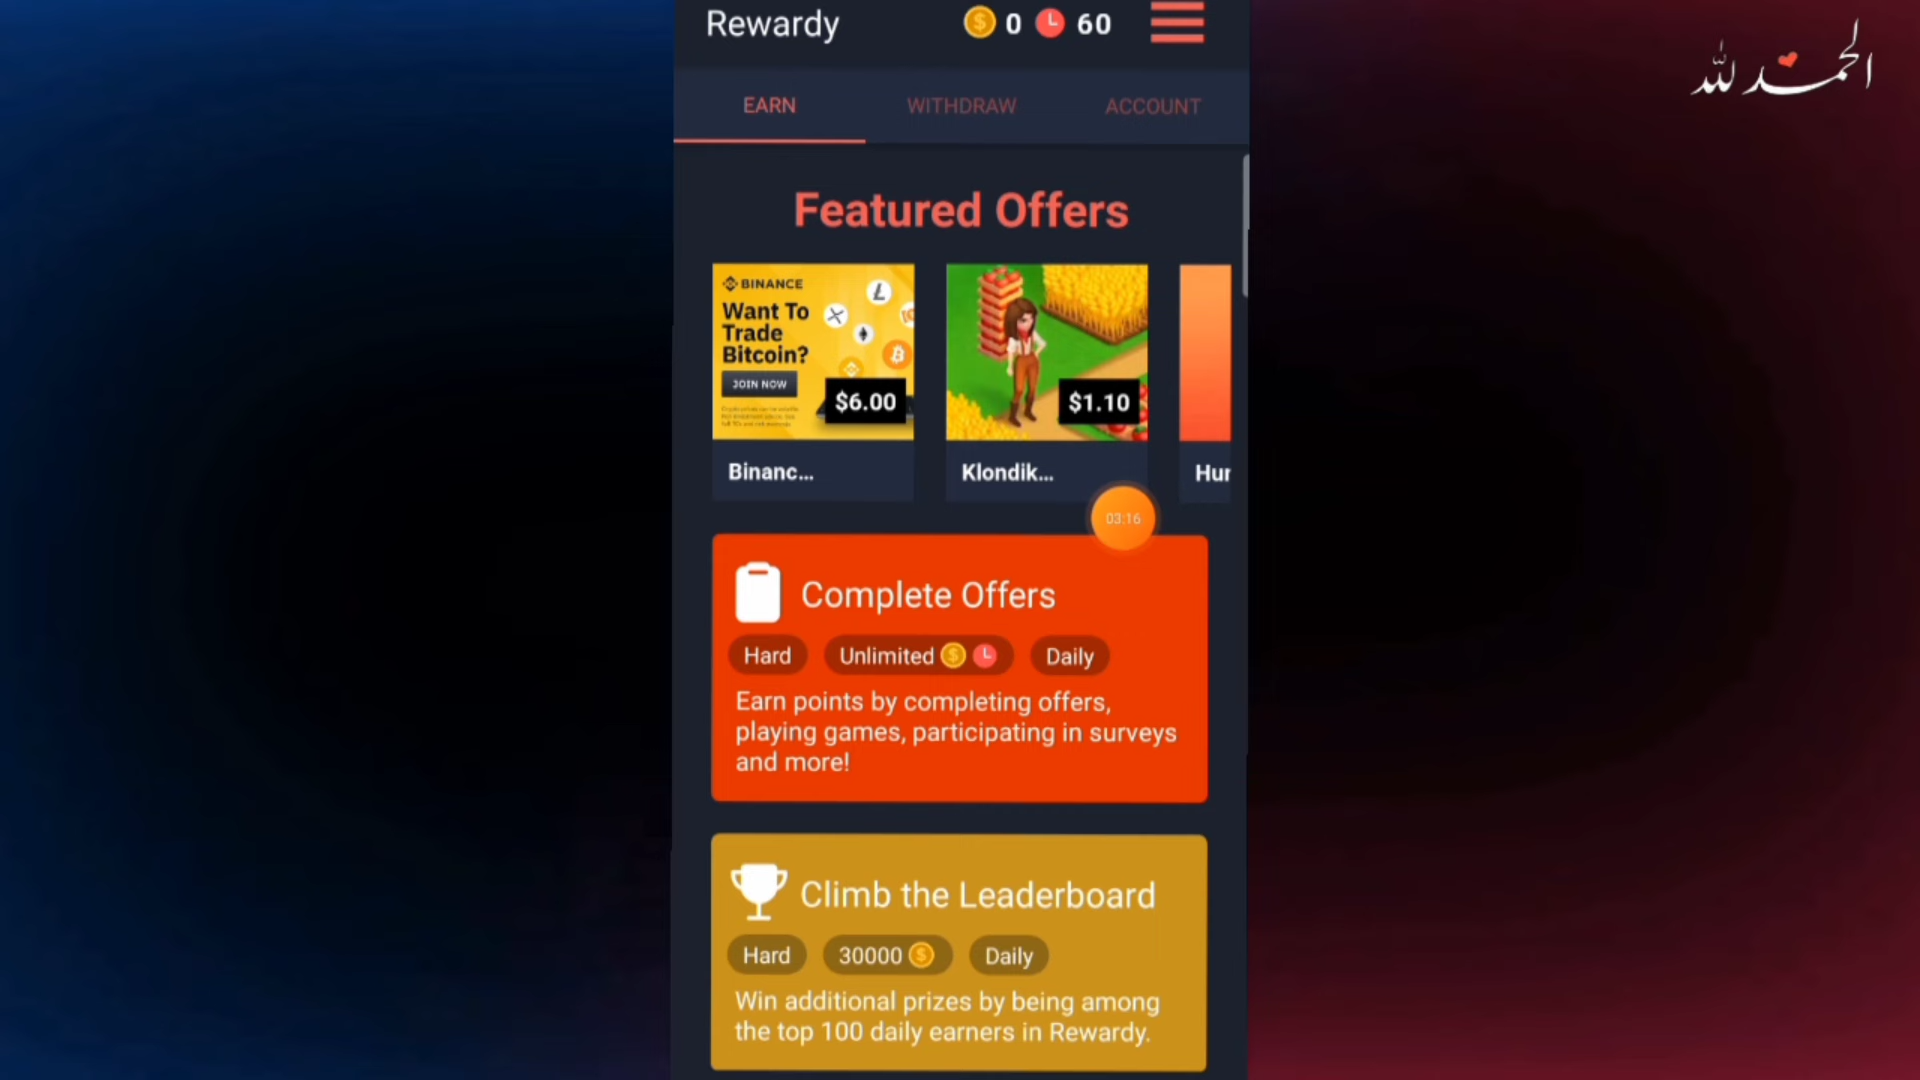 Rewardy
0
60
الحمد لله
EARN
WITHDRAW
ACCOUNT
Featured Offers
BINANCE
Want To
Trade
Bitcoin?
JOIN NOW
$6.00
$1.10
Binanc...
Klondik...
Hur
03:16
Complete Offers
Hard
Unlimited
Daily
Earn points by completing offers,
playing games, participating in surveys
and more!
Climb the Leaderboard
Hard
30000
Daily
Win additional prizes by being among
the top 100 daily earners in Rewardy.